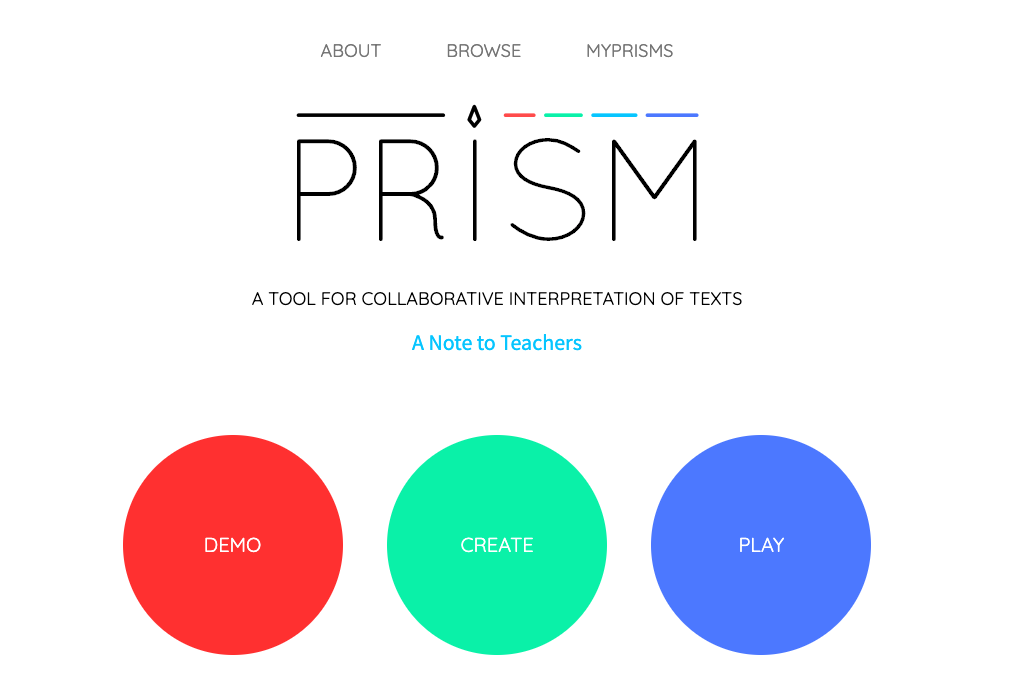 ABOUT BROWSE MYPRISMS
PRISM
A TOOL FOR COLLABORATIVE INTERPRETATION OF TEXTS
A Note to Teachers
DEMO CREATE PLAY